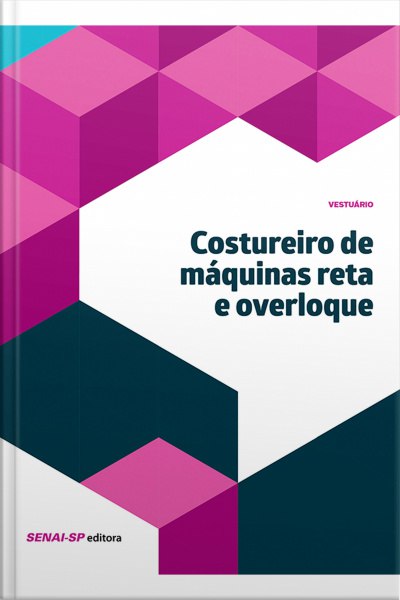 VESTUÁRIO
Costureiro de
máquinas reta
e overloque
SENAI-SP editora